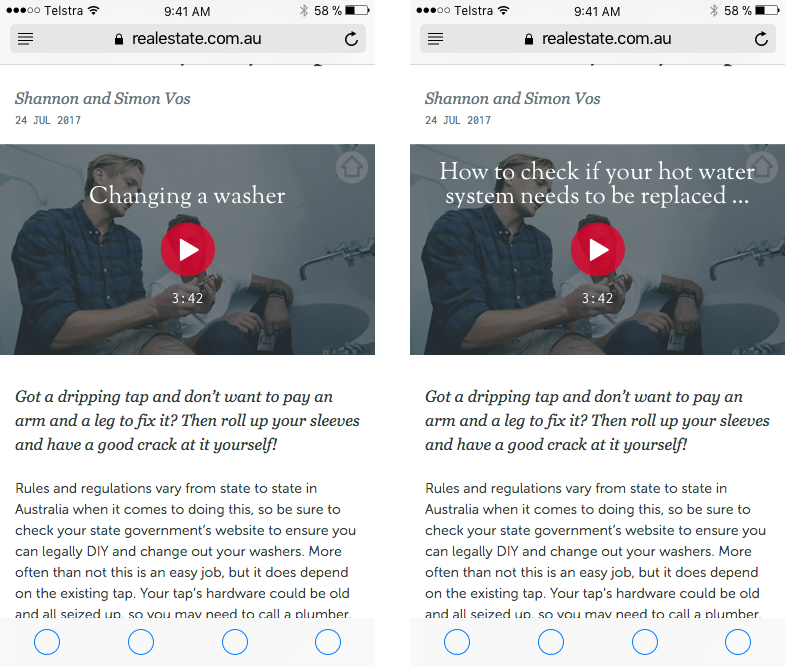 Telstra 9:41 AM 58 %
realestate.com.au
Shannon and Simon Vos
24 JUL 2017
Changing a washer
3:42
Got a dripping tap and don't want to pay an
arm and a leg to fix it? Then roll up your sleeves
and have a good crack at it yourself!
Rules and regulations vary from state to state in
Australia when it comes to doing this, so be sure to
check your state government's website to ensure you
can legally DIY and change out your washers. More
often than not this is an easy job, but it does depend
on the existing tap. Your tap's hardware could be old
and all seized up, so you may need to call a plumber.
Telstra 9:41 AM 58 %
realestate.com.au
Shannon and Simon Vos
24 JUL 2017
How to check if your hot water
system needs to be replaced ...
3:42
Got a dripping tap and don't want to pay an
arm and a leg to fix it? Then roll up your sleeves
and have a good crack at it yourself!
Rules and regulations vary from state to state in
Australia when it comes to doing this, so be sure to
check your state government's website to ensure you
can legally DIY and change out your washers. More
often than not this is an easy job, but it does depend
on the existing tap. Your tap's hardware could be old
and all seized up, so you may need to call a plumber.